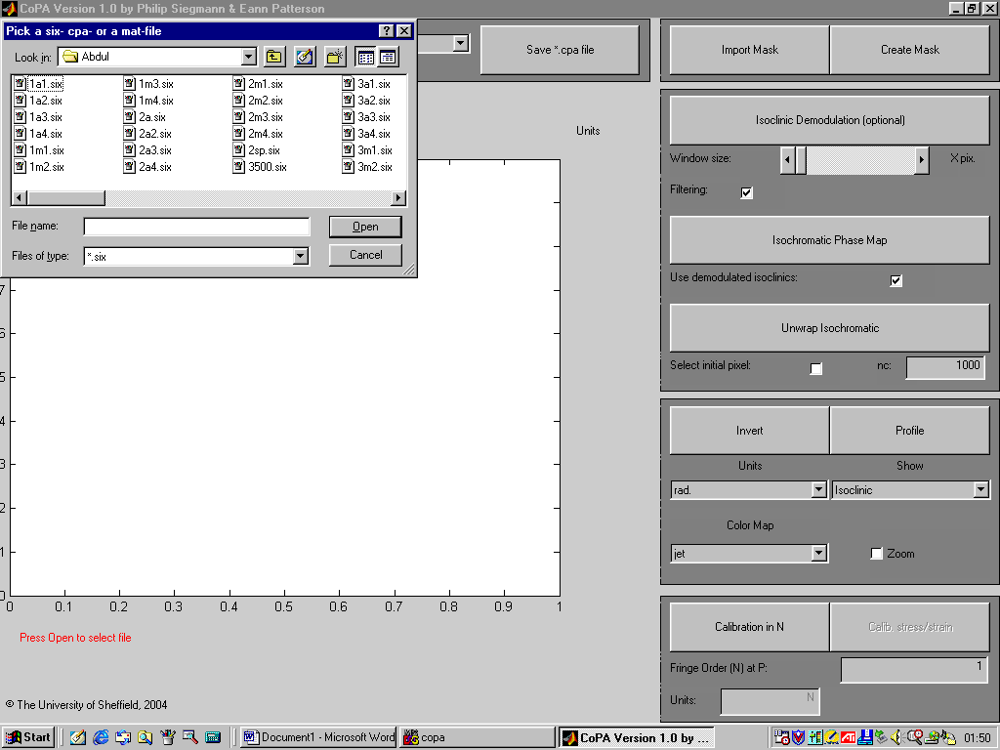 CoPA Version 1.0 by Philip Siegmann & Eann Patterson
Pick a six- cpa- or a mat-file
Look in: Abdul
1a1.six 1m3.six 2m1.six 3a1.six
1a2.six 1m4.six 2m2.six 3a2.six
1a3.six 2a.six 2m3.six 3a3.six
1a4.six 2a2.six 2m4.six 3a4.six
1m1.six 2a3.six 2sp.six 3m1.six
1m2.six 2a4.six 3500.six 3m2.six
File name: Open
Files of type: *.six Cancel
Save *.cpa file
Units
7
6
5
4
3
2
1
0
0 0.1 0.2 0.3 0.4 0.5 0.6 0.7 0.8 0.9 1
Press Open to select file
© The University of Sheffield, 2004
Import Mask Create Mask
Isoclinic Demodulation (optional)
Window size: X pix.
Filtering:
Isochromatic Phase Map
Use demodulated isoclinics:
Unwrap Isochromatic
Select initial pixel: nc: 1000
Invert Profile
Units Show
rad. Isoclinic
Color Map
jet Zoom
Calibration in N Calib. stress/strain
Fringe Order (N) at P: 1
Units: N
Start Document1 - Microsoft Word copa CoPA Version 1.0 by ... 01:50